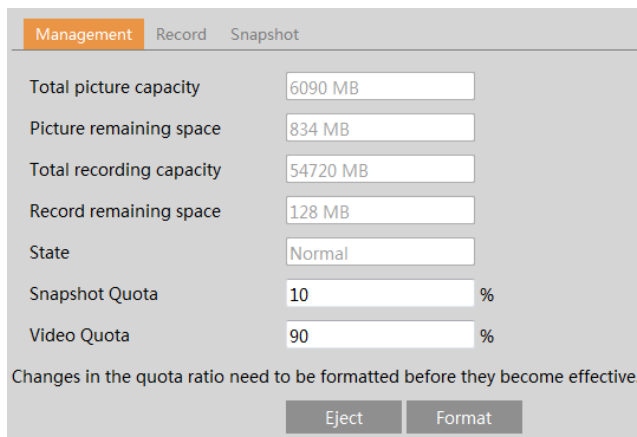 Management Record Snapshot
Total picture capacity 6090 MB
Picture remaining space 834 MB
Total recording capacity 54720 MB
Record remaining space 128 MB
State Normal
Snapshot Quota 10 %
Video Quota 90 %
Changes in the quota ratio need to be formatted before they become effective.
Eject Format